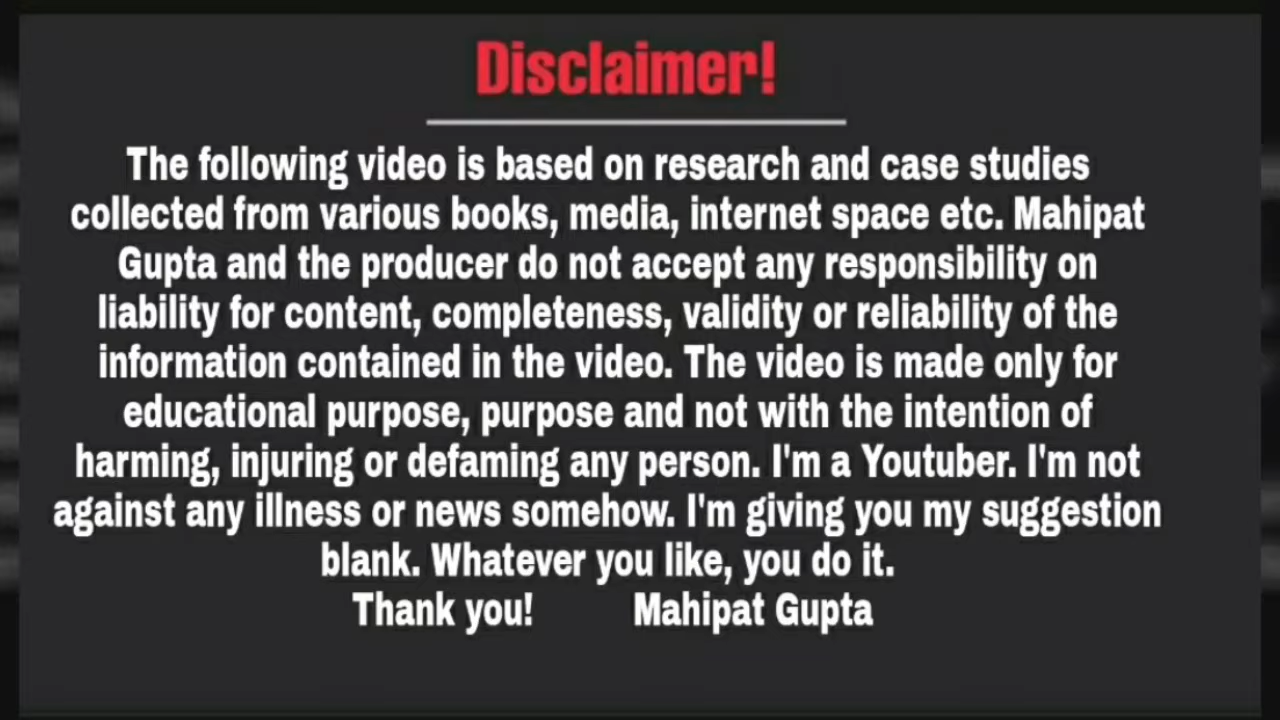 Disclaimer!
The following video is based on research and case studies
collected from various books, media, internet space etc. Mahipat
Gupta and the producer do not accept any responsibility on
liability for content, completeness, validity or reliability of the
information contained in the video. The video is made only for
educational purpose, purpose and not with the intention of
harming, injuring or defaming any person. I'm a Youtuber. I'm not
against any illness or news somehow. I'm giving you my suggestion
blank. Whatever you like, you do it.
Thank you! Mahipat Gupta